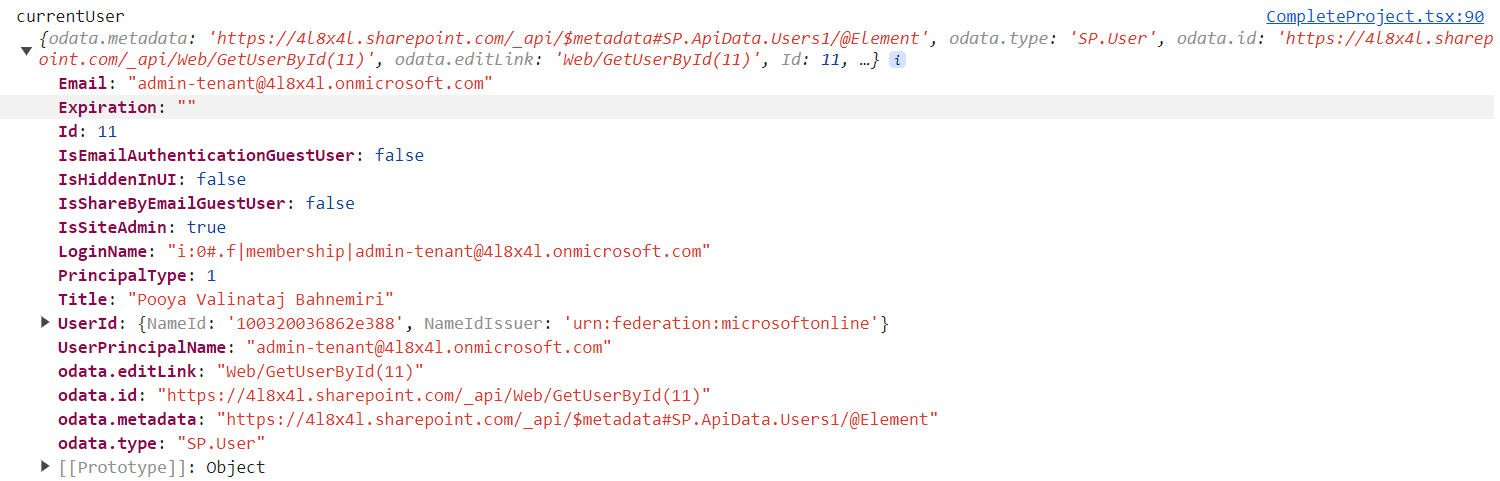 currentUser CompleteProject.tsx:90
{odata.metadata: 'https://4l8x4l.sharepoint.com/_api/$metadata#SP.ApiData.Users1/@Element', odata.type: 'SP.User', odata.id: 'https://4l8x4l.sharep
oint.com/_api/Web/GetUserById(11)', odata.editLink: 'Web/GetUserById(11)', Id: 11, …} i
Email: "admin-tenant@4l8x4l.onmicrosoft.com"
Expiration: ""
Id: 11
IsEmailAuthenticationGuestUser: false
IsHiddenInUI: false
IsShareByEmailGuestUser: false
IsSiteAdmin: true
LoginName: "i:0#.f|membership|admin-tenant@4l8x4l.onmicrosoft.com"
PrincipalType: 1
Title: "Pooya Valinataj Bahnemiri"
UserId: {NameId: '100320036862e388', NameIdIssuer: 'urn:federation:microsoftonline'}
UserPrincipalName: "admin-tenant@4l8x4l.onmicrosoft.com"
odata.editLink: "Web/GetUserById(11)"
odata.id: "https://4l8x4l.sharepoint.com/_api/Web/GetUserById(11)"
odata.metadata: "https://4l8x4l.sharepoint.com/_api/$metadata#SP.ApiData.Users1/@Element"
odata.type: "SP.User"
[[Prototype]]: Object